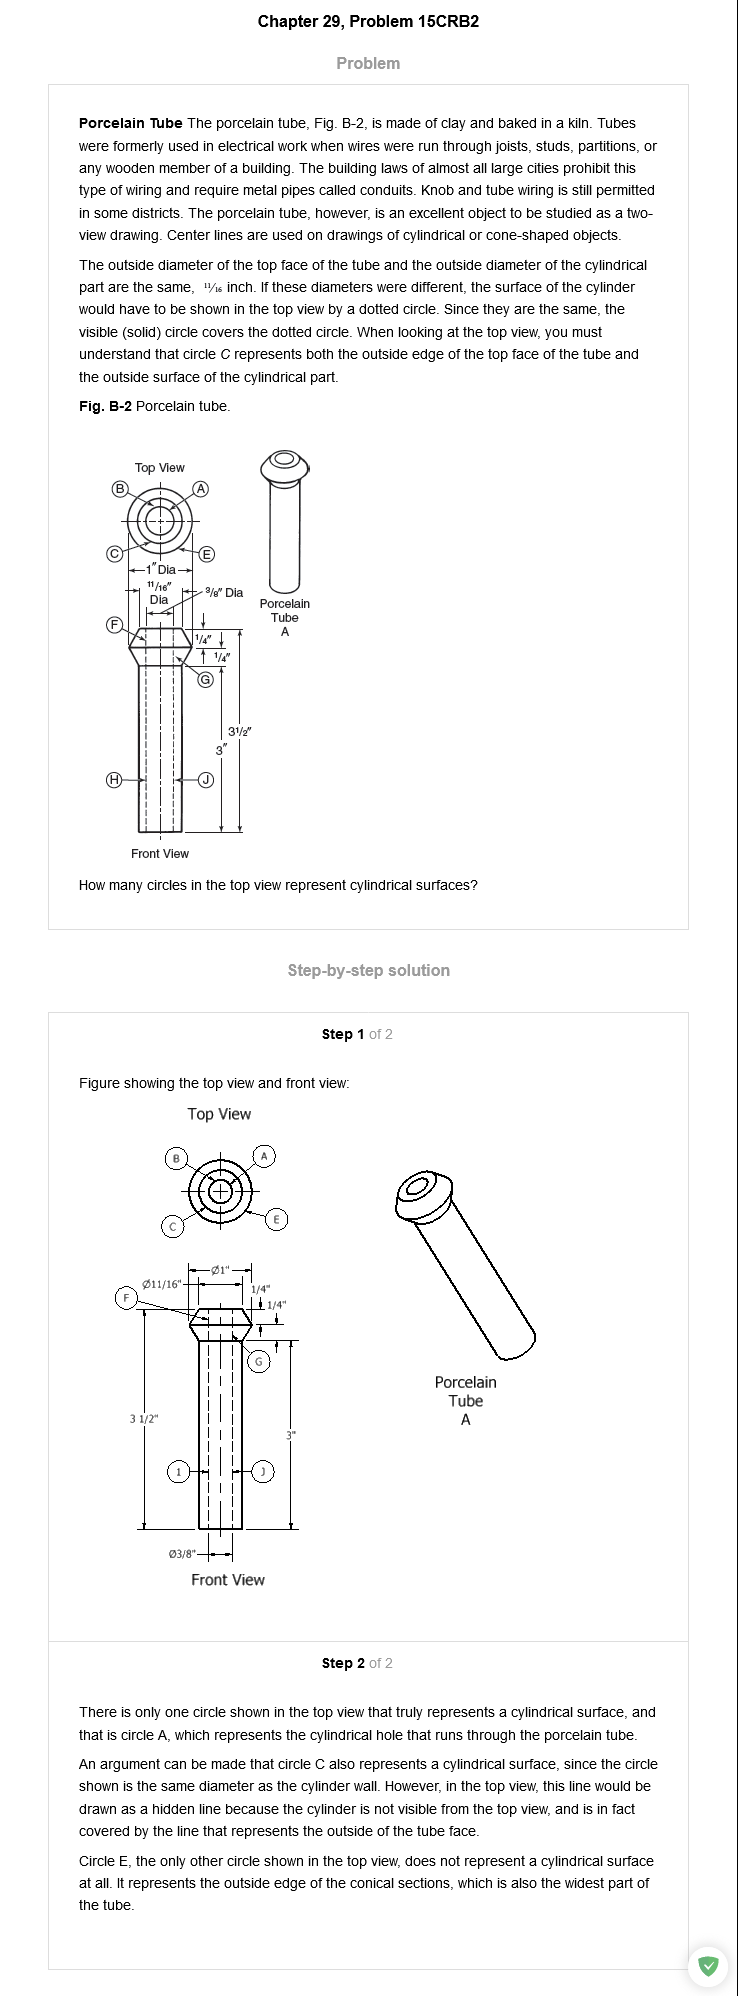 Chapter 29, Problem 15CRB2
Problem
Porcelain Tube The porcelain tube, Fig. B-2, is made of clay and baked in a kiln. Tubes
were formerly used in electrical work when wires were run through joists, studs, partitions, or
any wooden member of a building. The building laws of almost all large cities prohibit this
type of wiring and require metal pipes called conduits. Knob and tube wiring is still permitted
in some districts. The porcelain tube, however, is an excellent object to be studied as a two-
view drawing. Center lines are used on drawings of cylindrical or cone-shaped objects.
The outside diameter of the top face of the tube and the outside diameter of the cylindrical
part are the same, 11/16 inch. If these diameters were different, the surface of the cylinder
would have to be shown in the top view by a dotted circle. Since they are the same, the
visible (solid) circle covers the dotted circle. When looking at the top view, you must
understand that circle C represents both the outside edge of the top face of the tube and
the outside surface of the cylindrical part.
Fig. B-2 Porcelain tube.
Top View
B
A
C
E
1" Dia
11/16"
Dia
3/8" Dia
Porcelain
Tube
A
F
1/4"
1/4"
G
3 1/2"
3"
H
J
Front View
How many circles in the top view represent cylindrical surfaces?
Step-by-step solution
Step 1 of 2
Figure showing the top view and front view:
Top View
B
A
C
E
Ø1"
Ø11/16"
1/4"
F
1/4"
G
Porcelain
Tube
A
3 1/2"
3"
1
J
Ø3/8"
Front View
Step 2 of 2
There is only one circle shown in the top view that truly represents a cylindrical surface, and
that is circle A, which represents the cylindrical hole that runs through the porcelain tube.
An argument can be made that circle C also represents a cylindrical surface, since the circle
shown is the same diameter as the cylinder wall. However, in the top view, this line would be
drawn as a hidden line because the cylinder is not visible from the top view, and is in fact
covered by the line that represents the outside of the tube face.
Circle E, the only other circle shown in the top view, does not represent a cylindrical surface
at all. It represents the outside edge of the conical sections, which is also the widest part of
the tube.